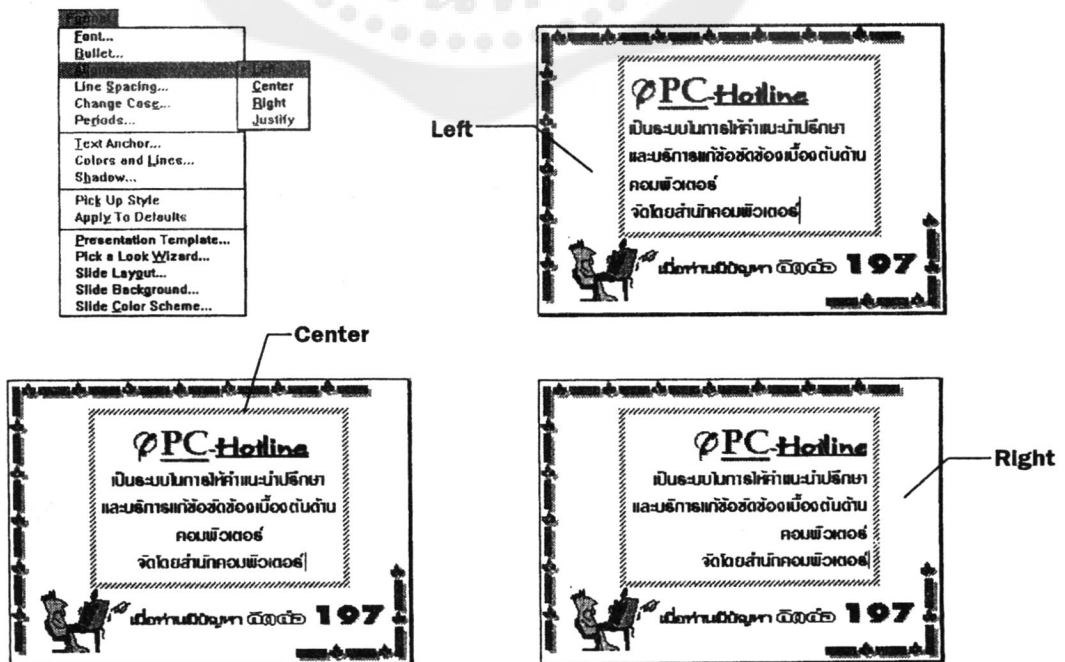 Format
Font...
Bullet...
Alignment
Left
Line Spacing...
Center
Change Case...
Right
Periods...
Justify
Text Anchor...
Colors and Lines...
Shadow...
Pick Up Style
Apply To Defaults
Presentation Template...
Pick a Look Wizard...
Slide Layout...
Slide Background...
Slide Color Scheme...
Left
PC-Hotline
เป็นระบบในการให้คำแนะนำปรึกษา
และบริการแก้ข้อขัดข้องเบื้องต้นด้าน
คอมพิวเตอร์
จัดโดยสำนักคอมพิวเตอร์
เมื่อท่านมีปัญหา ติดต่อ 197
Center
PC-Hotline
เป็นระบบในการให้คำแนะนำปรึกษา
และบริการแก้ข้อขัดข้องเบื้องต้นด้าน
คอมพิวเตอร์
จัดโดยสำนักคอมพิวเตอร์
เมื่อท่านมีปัญหา ติดต่อ 197
Right
PC-Hotline
เป็นระบบในการให้คำแนะนำปรึกษา
และบริการแก้ข้อขัดข้องเบื้องต้นด้าน
คอมพิวเตอร์
จัดโดยสำนักคอมพิวเตอร์
เมื่อท่านมีปัญหา ติดต่อ 197